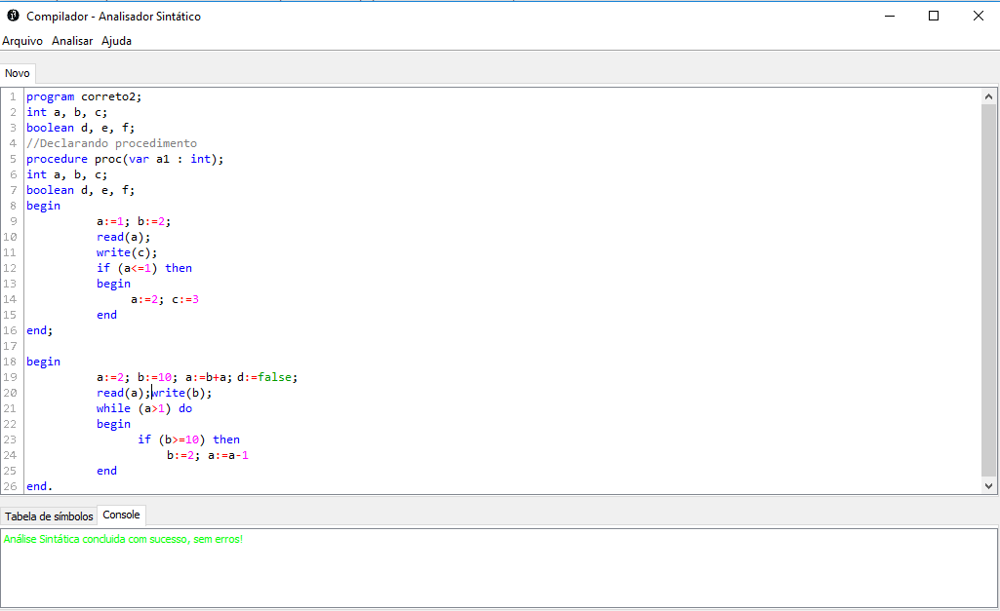 Compilador - Analisador Sintático
Arquivo Analisar Ajuda
Novo
1 program correto2;
2 int a, b, c;
3 boolean d, e, f;
4 //Declarando procedimento
5 procedure proc(var a1 : int);
6 int a, b, c;
7 boolean d, e, f;
8 begin
9 a:=1; b:=2;
10 read(a);
11 write(c);
12 if (a<=1) then
13 begin
14 a:=2; c:=3
15 end
16 end;
17
18 begin
19 a:=2; b:=10; a:=b+a; d:=false;
20 read(a);write(b);
21 while (a>1) do
22 begin
23 if (b>=10) then
24 b:=2; a:=a-1
25 end
26 end.
Tabela de símbolos Console
Análise Sintática concluida com sucesso, sem erros!